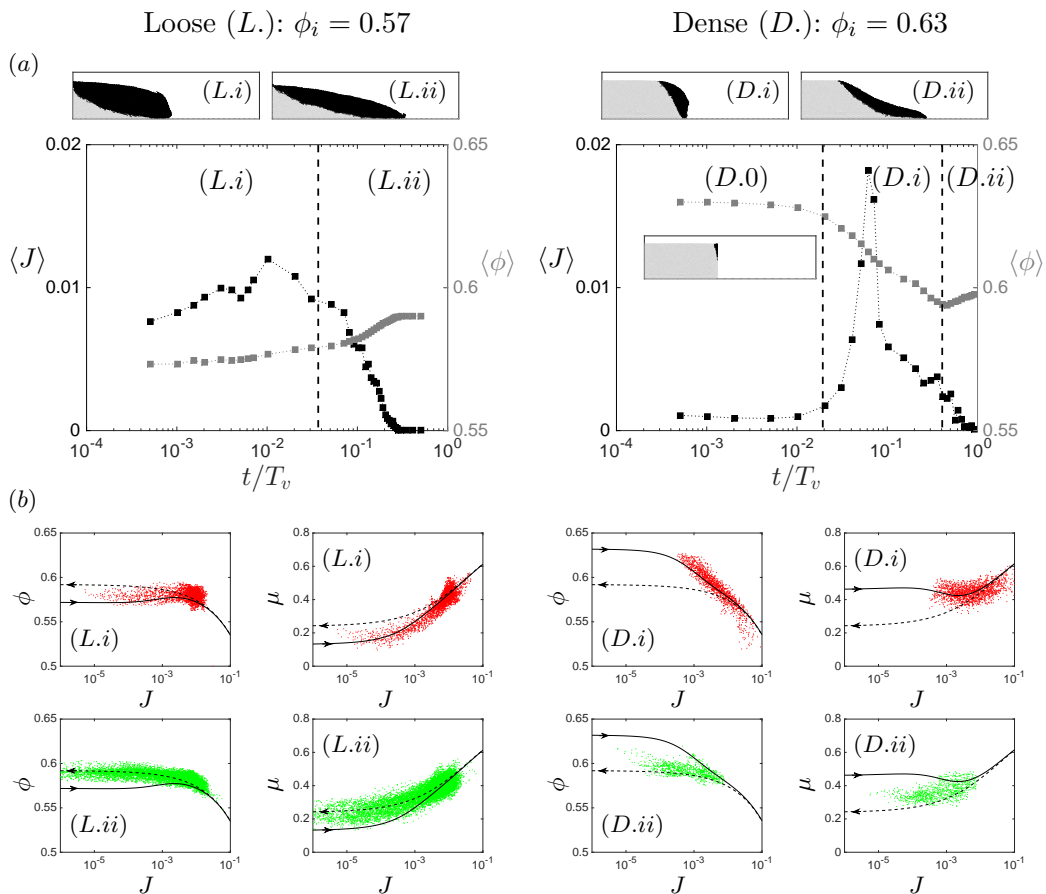 Loose (L.): ϕᵢ = 0.57
Dense (D.): ϕᵢ = 0.63
(a)
(L.i)
(L.ii)
(D.i)
(D.ii)
0.02
0.01
0
⟨J⟩
(L.i)
(L.ii)
0.65
0.6
0.55
⟨ϕ⟩
10⁻⁴ 10⁻³ 10⁻² 10⁻¹ 10⁰
t/Tᵥ
0.02
0.01
0
⟨J⟩
(D.0)
(D.i)
(D.ii)
0.65
0.6
0.55
⟨ϕ⟩
10⁻⁴ 10⁻³ 10⁻² 10⁻¹ 10⁰
t/Tᵥ
(b)
0.65
0.6
0.55
0.5
ϕ
(L.i)
10⁻⁵ 10⁻³ 10⁻¹
J
0.8
0.6
0.4
0.2
0
μ
(L.i)
10⁻⁵ 10⁻³ 10⁻¹
J
0.65
0.6
0.55
0.5
ϕ
(D.i)
10⁻⁵ 10⁻³ 10⁻¹
J
0.8
0.6
0.4
0.2
0
μ
(D.i)
10⁻⁵ 10⁻³ 10⁻¹
J
0.65
0.6
0.55
0.5
ϕ
(L.ii)
10⁻⁵ 10⁻³ 10⁻¹
J
0.8
0.6
0.4
0.2
0
μ
(L.ii)
10⁻⁵ 10⁻³ 10⁻¹
J
0.65
0.6
0.55
0.5
ϕ
(D.ii)
10⁻⁵ 10⁻³ 10⁻¹
J
0.8
0.6
0.4
0.2
0
μ
(D.ii)
10⁻⁵ 10⁻³ 10⁻¹
J